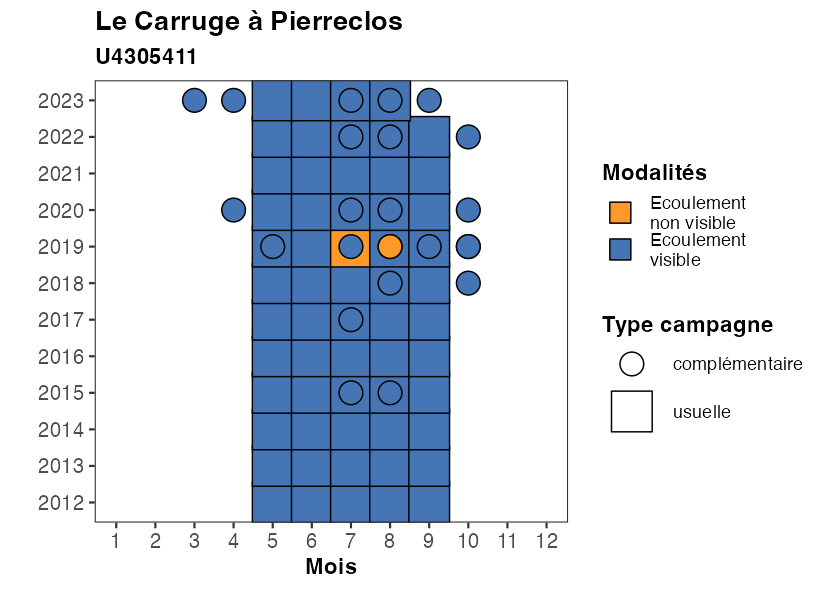 Le Carruge à Pierreclos
U4305411
2023
2022
2021
2020
2019
2018
2017
2016
2015
2014
2013
2012
1 2 3 4 5 6 7 8 9 10 11 12
Mois
Modalités
Ecoulement
non visible
Ecoulement
visible
Type campagne
complémentaire
usuelle